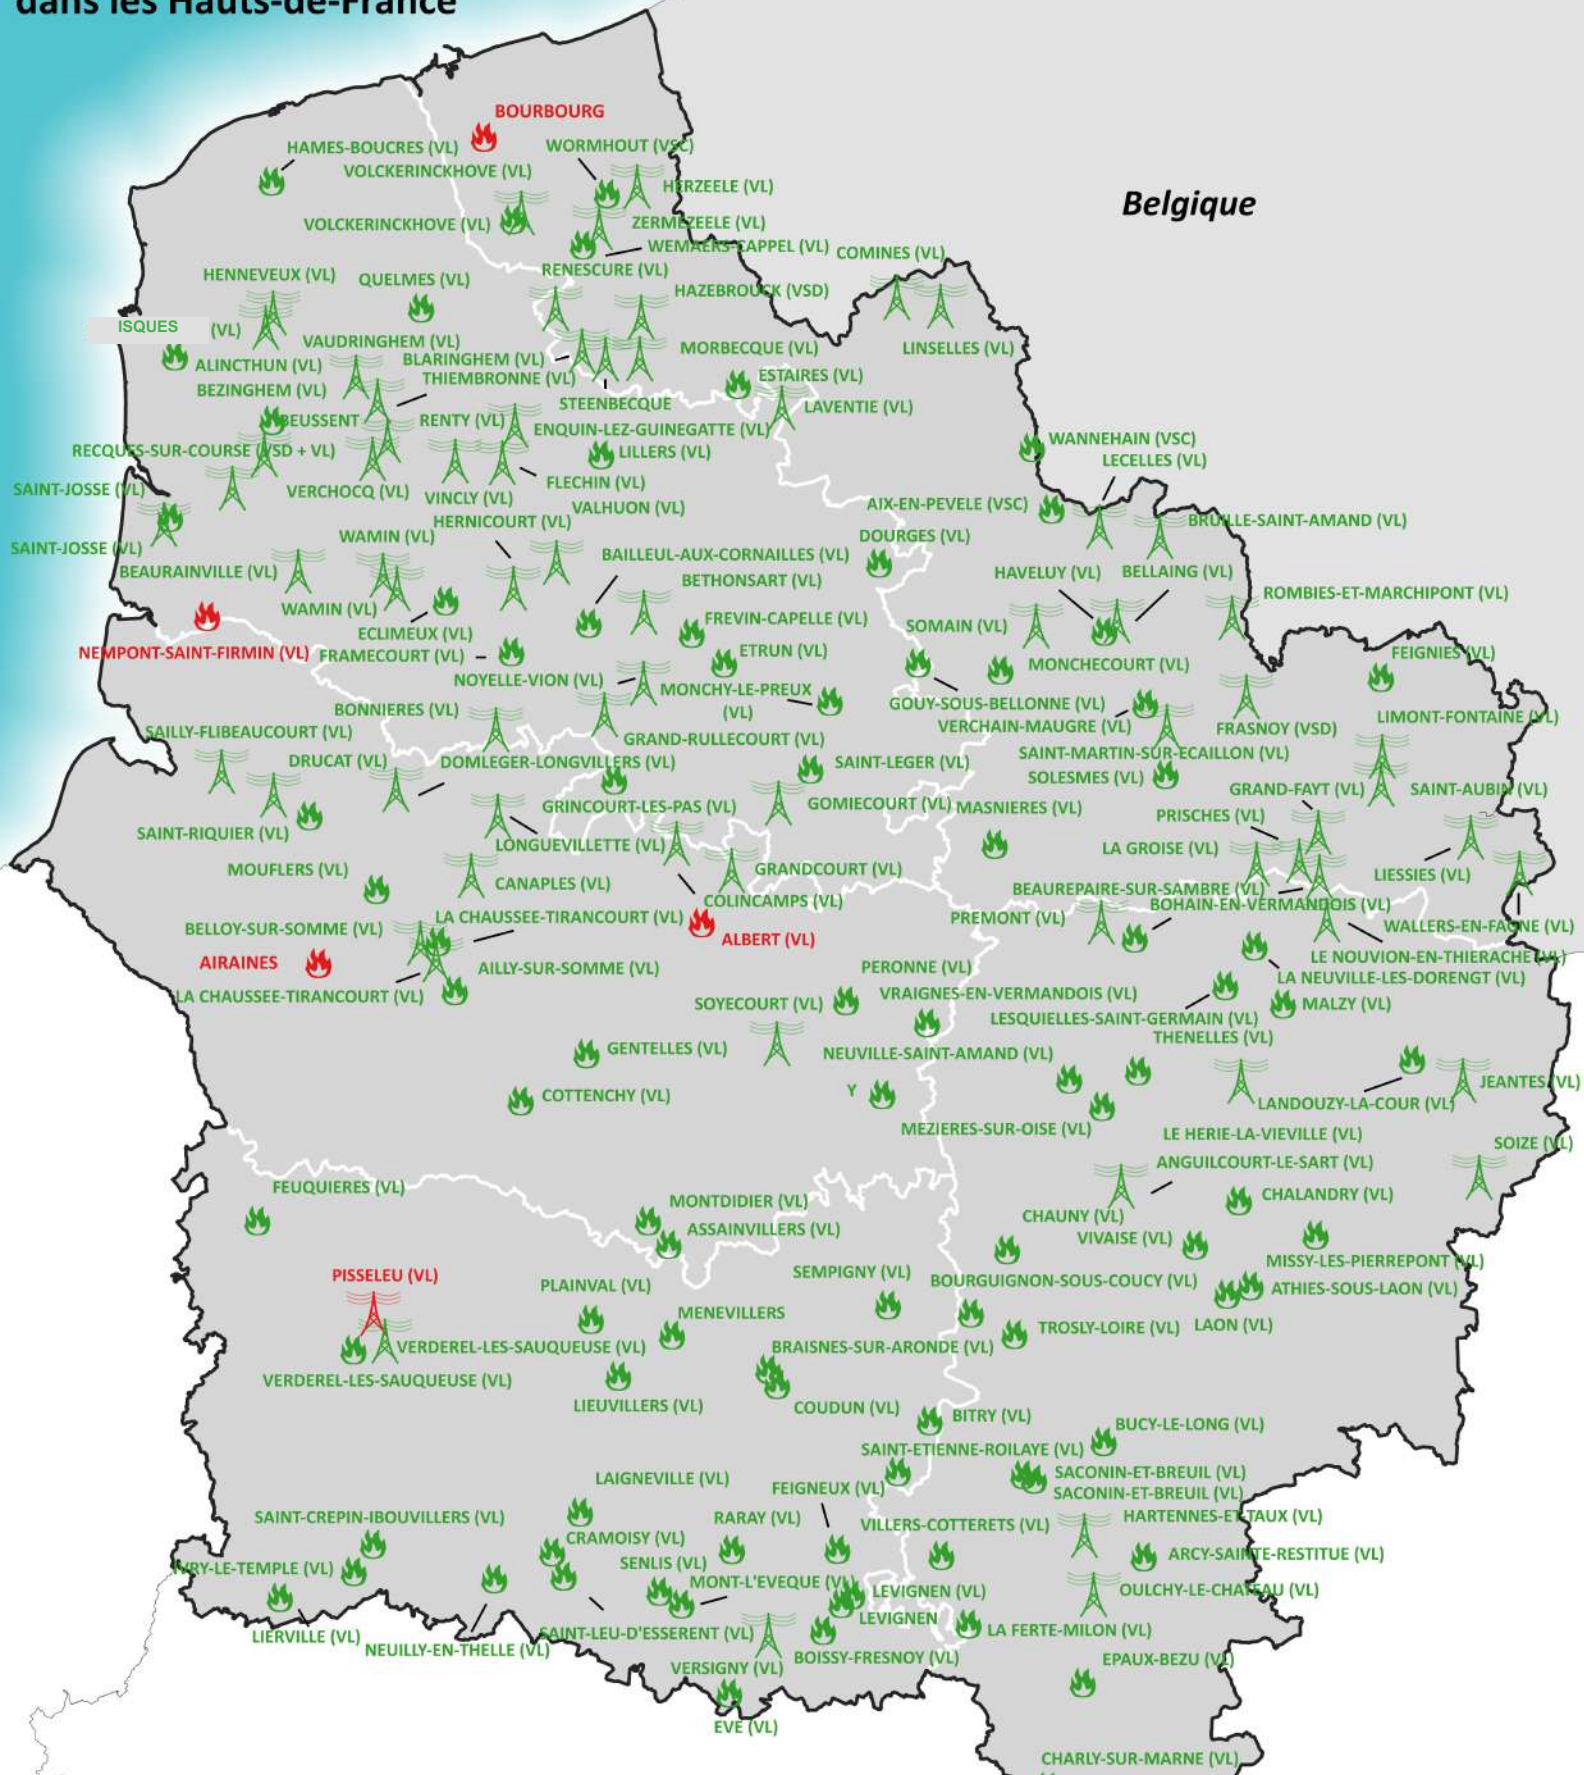 dans les Hauts-de-France
BOURBOURG
HAMES-BOUCRES (VL)
WORMHOUT (VSC)
VOLCKERINCKHOVE (VL)
HERZEELE (VL)
Belgique
VOLCKERINCKHOVE (VL)
ZERMEZEELE (VL)
WEMAERS-CAPPEL (VL)
COMINES (VL)
HENNEVEUX (VL)
QUELMES (VL)
RENESCURE (VL)
HAZEBROUCK (VSD)
ISQUES
(VL)
VAUDRINGHEM (VL)
BLARINGHEM (VL)
MORBECQUE (VL)
LINSELLES (VL)
ALINCTHUN (VL)
THIEMBRONNE (VL)
ESTAIRES (VL)
BEZINGHEM (VL)
STEENBECQUE
LAVENTIE (VL)
BEUSSENT
RENTY (VL)
ENQUIN-LEZ-GUINEGATTE (VL)
WANNEHAIN (VSC)
RECQUES-SUR-COURSE (VSD + VL)
LILLERS (VL)
LECELLES (VL)
SAINT-JOSSE (VL)
VERCHOCQ (VL)
VINCLY (VL)
FLECHIN (VL)
AIX-EN-PEVELE (VSC)
VALHUON (VL)
HERNICOURT (VL)
BRUILLE-SAINT-AMAND (VL)
SAINT-JOSSE (VL)
WAMIN (VL)
DOURGES (VL)
BAILLEUL-AUX-CORNAILLES (VL)
BEAURAINVILLE (VL)
BETHONSART (VL)
HAVELUY (VL)
BELLAING (VL)
ROMBIES-ET-MARCHIPONT (VL)
WAMIN (VL)
FREVIN-CAPELLE (VL)
SOMAIN (VL)
ECLIMEUX (VL)
NEMPONT-SAINT-FIRMIN (VL)
FRAMECOURT (VL)
ETRUN (VL)
MONCHECOURT (VL)
FEIGNIES (VL)
NOYELLE-VION (VL)
MONCHY-LE-PREUX
(VL)
GOUY-SOUS-BELLONNE (VL)
BONNIERES (VL)
VERCHAIN-MAUGRE (VL)
FRASNOY (VSD)
LIMONT-FONTAINE (VL)
SAILLY-FLIBEAUCOURT (VL)
GRAND-RULLECOURT (VL)
SAINT-MARTIN-SUR-ECAILLON (VL)
DRUCAT (VL)
DOMLEGER-LONGVILLERS (VL)
SAINT-LEGER (VL)
SOLESMES (VL)
GRAND-FAYT (VL)
SAINT-AUBIN (VL)
GRINCOURT-LES-PAS (VL)
GOMIECOURT (VL)
MASNIERES (VL)
PRISCHES (VL)
SAINT-RIQUIER (VL)
LONGUEVILLETTE (VL)
LA GROISE (VL)
MOUFLERS (VL)
CANAPLES (VL)
GRANDCOURT (VL)
LIESSIES (VL)
BEAUREPAIRE-SUR-SAMBRE (VL)
COLINCAMPS (VL)
BOHAIN-EN-VERMANDOIS (VL)
LA CHAUSSEE-TIRANCOURT (VL)
PREMONT (VL)
BELLOY-SUR-SOMME (VL)
ALBERT (VL)
WALLERS-EN-FAGNE (VL)
AIRAINES
AILLY-SUR-SOMME (VL)
PERONNE (VL)
LE NOUVION-EN-THIERACHE (VL)
LA NEUVILLE-LES-DORENGT (VL)
LA CHAUSSEE-TIRANCOURT (VL)
SOYECOURT (VL)
VRAIGNES-EN-VERMANDOIS (VL)
MALZY (VL)
LESQUIELLES-SAINT-GERMAIN (VL)
THENELLES (VL)
GENTELLES (VL)
NEUVILLE-SAINT-AMAND (VL)
JEANTES (VL)
COTTENCHY (VL)
Y
LANDOUZY-LA-COUR (VL)
MEZIERES-SUR-OISE (VL)
LE HERIE-LA-VIEVILLE (VL)
SOIZE (VL)
ANGUILCOURT-LE-SART (VL)
FEUQUIERES (VL)
CHALANDRY (VL)
MONTDIDIER (VL)
CHAUNY (VL)
ASSAINVILLERS (VL)
VIVAISE (VL)
MISSY-LES-PIERREPONT (VL)
PISSELEU (VL)
SEMPIGNY (VL)
BOURGUIGNON-SOUS-COUCY (VL)
PLAINVAL (VL)
ATHIES-SOUS-LAON (VL)
MENEVILLERS
TROSLY-LOIRE (VL)
LAON (VL)
VERDEREL-LES-SAUQUEUSE (VL)
BRAISNES-SUR-ARONDE (VL)
VERDEREL-LES-SAUQUEUSE (VL)
LIEUVILLERS (VL)
COUDUN (VL)
BITRY (VL)
BUCY-LE-LONG (VL)
SAINT-ETIENNE-ROILAYE (VL)
LAIGNEVILLE (VL)
SACONIN-ET-BREUIL (VL)
FEIGNEUX (VL)
SACONIN-ET-BREUIL (VL)
SAINT-CREPIN-IBOUVILLERS (VL)
RARAY (VL)
VILLERS-COTTERETS (VL)
HARTENNES-ET-TAUX (VL)
CRAMOISY (VL)
ARCY-SAINTE-RESTITUE (VL)
IVRY-LE-TEMPLE (VL)
SENLIS (VL)
MONT-L'EVEQUE (VL)
LEVIGNEN (VL)
OULCHY-LE-CHATEAU (VL)
LEVIGNEN
LIERVILLE (VL)
SAINT-LEU-D'ESSERENT (VL)
LA FERTE-MILON (VL)
NEUILLY-EN-THELLE (VL)
BOISSY-FRESNOY (VL)
EPAUX-BEZU (VL)
VERSIGNY (VL)
EVE (VL)
CHARLY-SUR-MARNE (VL)